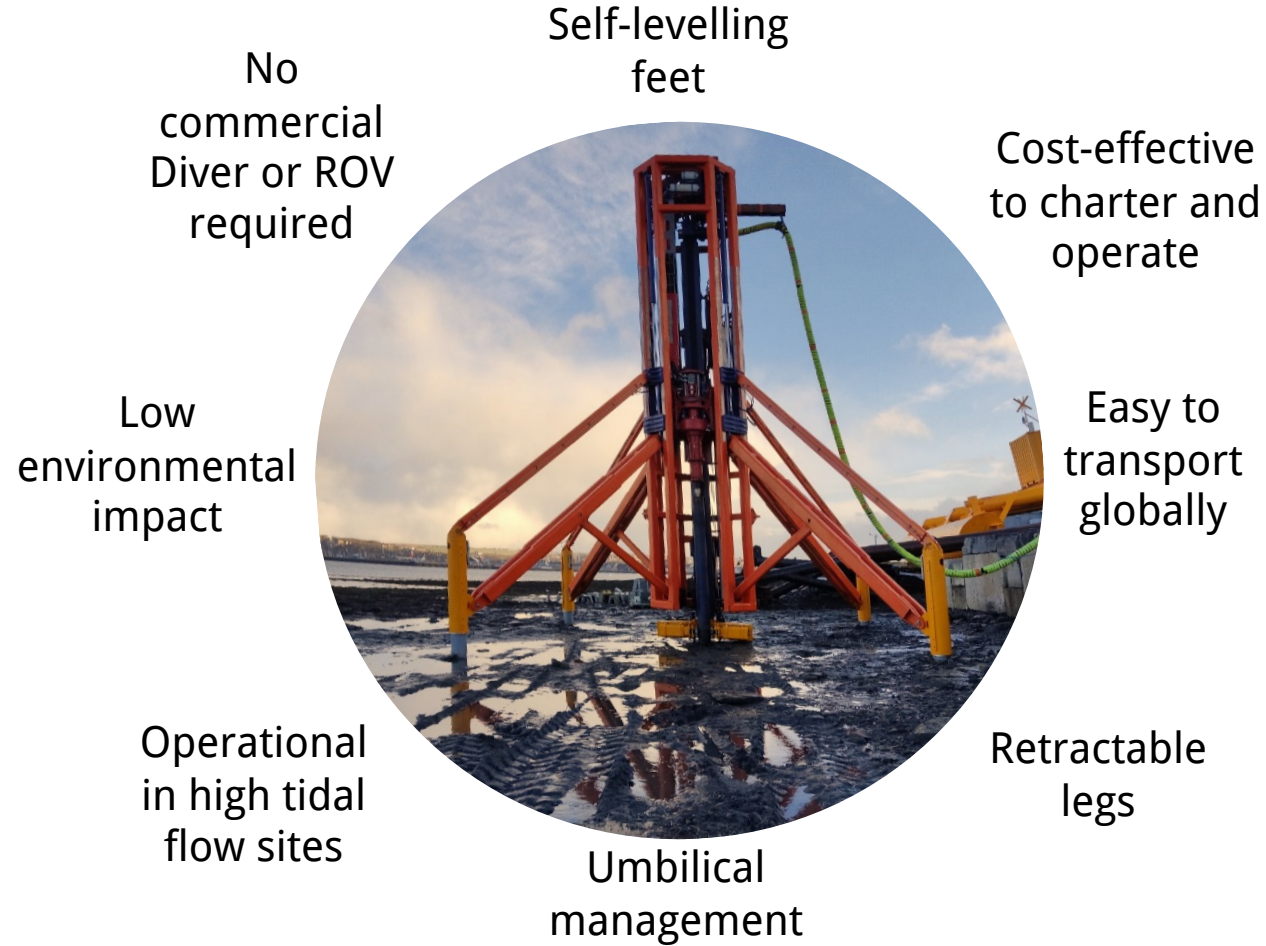 Self-levelling
feet
No
commercial
Diver or ROV
required
Cost-effective
to charter and
operate
Low
environmental
impact
Easy to
transport
globally
Operational
in high tidal
flow sites
Retractable
legs
Umbilical
management